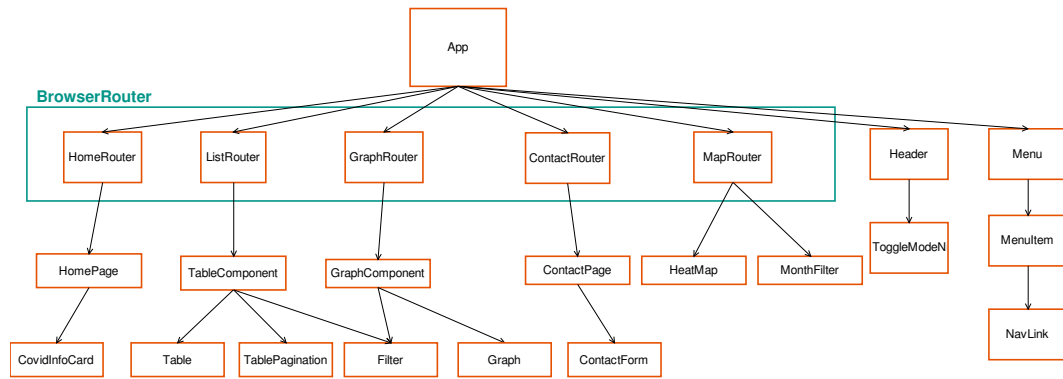 App
BrowserRouter
HomeRouter
ListRouter
GraphRouter
ContactRouter
MapRouter
Header
Menu
ToggleModeN
MenuItem
HomePage
TableComponent
GraphComponent
ContactPage
HeatMap
MonthFilter
NavLink
CovidInfoCard
Table
TablePagination
Filter
Graph
ContactForm